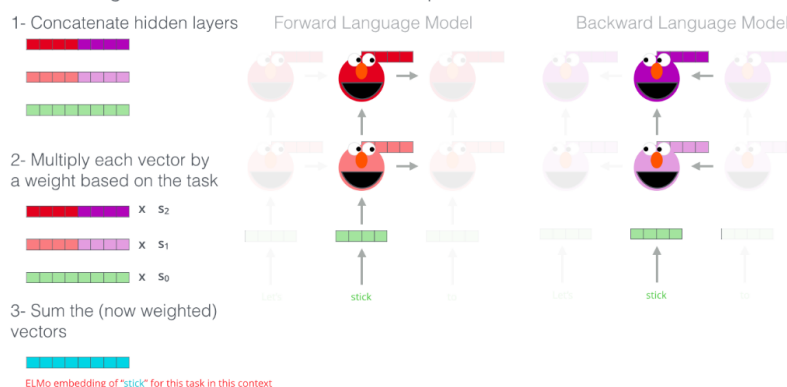 1- Concatenate hidden layers
Forward Language Model
Backward Language Model
2- Multiply each vector by
a weight based on the task
x s2
x s1
x s0
stick
stick
3- Sum the (now weighted)
vectors
ELMo embedding of "stick" for this task in this context